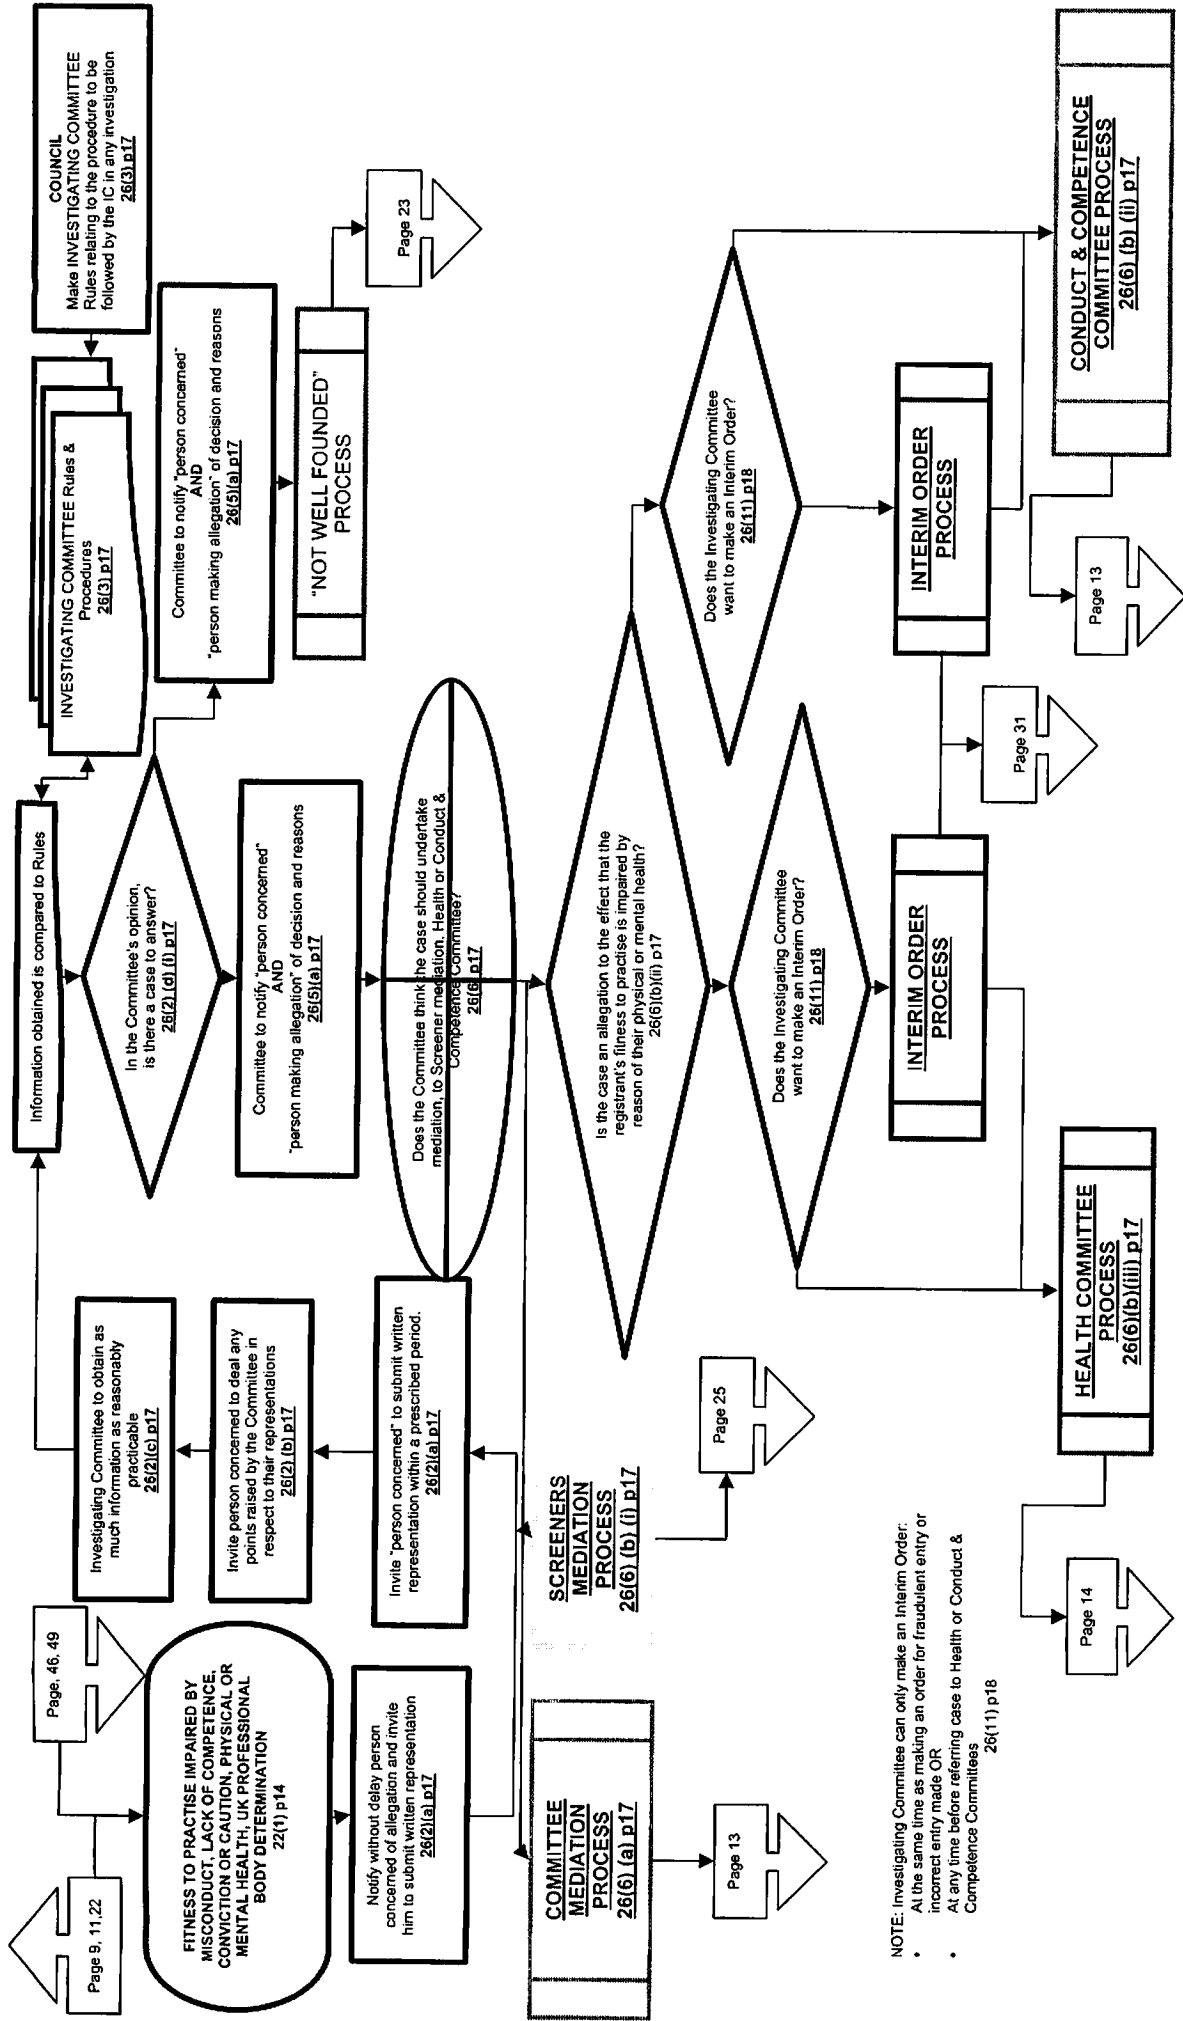 Page 9, 11,22
Page, 46, 49
FITNESS TO PRACTISE IMPAIRED BY
MISCONDUCT, LACK OF COMPETENCE,
CONVICTION OR CAUTION, PHYSICAL OR
MENTAL HEALTH, UK PROFESSIONAL
BODY DETERMINATION
22(1) p14
Notify without delay person
concerned of allegation and invite
him to submit written representation
26(2)(a) p17
Invite "person concerned" to submit written
representation within a prescribed period.
26(2)(a) p17
Invite person concerned to deal any
points raised by the Committee in
respect to their representations
26(2) (b) p17
Investigating Committee to obtain as
much information as reasonably
practicable
26(2)(c) p17
Information obtained is compared to Rules
COUNCIL
Make INVESTIGATING COMMITTEE
Rules relating to the procedure to be
followed by the IC in any investigation
26(3) p17
INVESTIGATING COMMITTEE Rules &
Procedures
26(3) p17
In the Committee's opinion,
is there a case to answer?
26(2) (d) (i) p17
Committee to notify "person concerned"
AND
"person making allegation" of decision and reasons
26(5)(a) p17
"NOT WELL FOUNDED"
PROCESS
Page 23
Committee to notify "person concerned"
AND
"person making allegation" of decision and reasons
26(5)(a) p17
Does the Committee think the case should undertake
mediation, to Screener mediation, Health or Conduct &
Competence Committee?
26(6) p17
COMMITTEE
MEDIATION
PROCESS
26(6) (a) p17
Page 13
SCREENERS
MEDIATION
PROCESS
26(6) (b) (i) p17
Page 25
Is the case an allegation to the effect that the
registrant's fitness to practise is impaired by
reason of their physical or mental health?
26(6)(b)(ii) p17
Does the Investigating Committee
want to make an Interim Order?
26(11) p18
Does the Investigating Committee
want to make an Interim Order?
26(11) p18
INTERIM ORDER
PROCESS
INTERIM ORDER
PROCESS
Page 31
HEALTH COMMITTEE
PROCESS
26(6)(b)(iii) p17
Page 14
CONDUCT & COMPETENCE
COMMITTEE PROCESS
26(6) (b) (ii) p17
Page 13
NOTE: Investigating Committee can only make an Interim Order:
• At the same time as making an order for fraudulent entry or
incorrect entry made OR
• At any time before referring case to Health or Conduct &
Competence Committees
26(11) p18